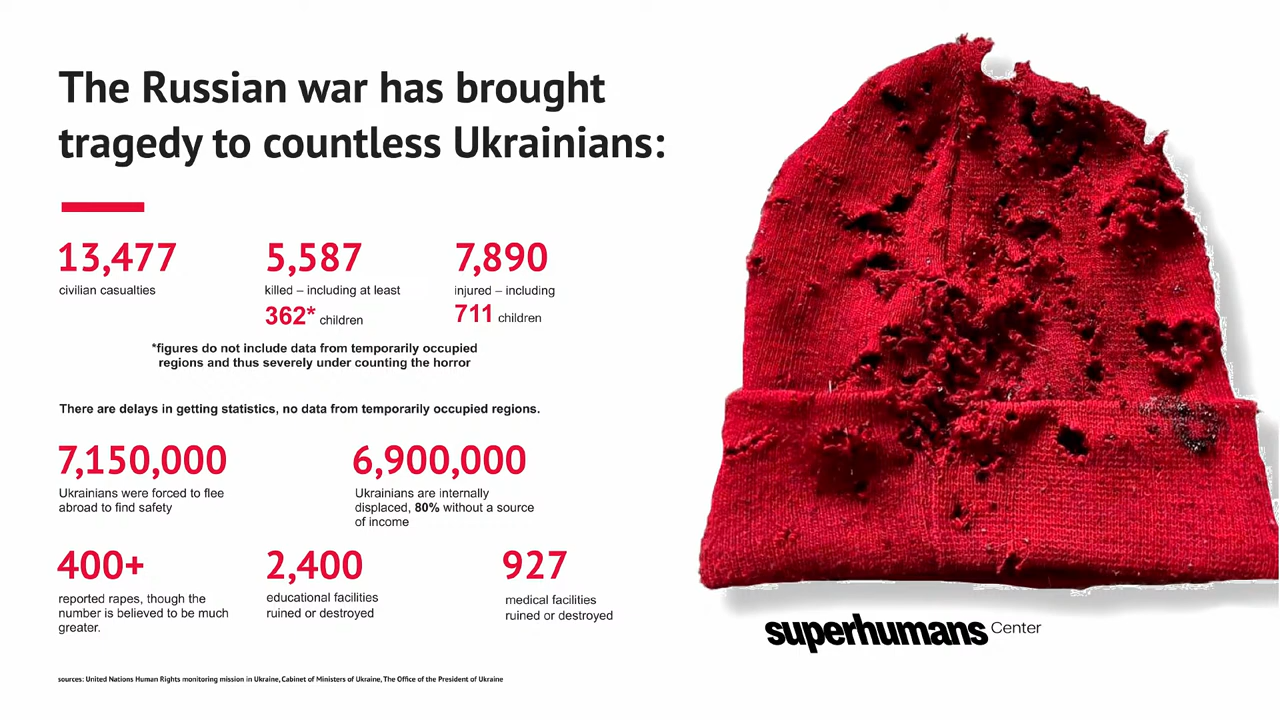 The Russian war has brought
tragedy to countless Ukrainians:
13,477
civilian casualties
5,587
killed – including at least
362* children
7,890
injured – including
711 children
*figures do not include data from temporarily occupied
regions and thus severely under counting the horror
There are delays in getting statistics, no data from temporarily occupied regions.
7,150,000
Ukrainians were forced to flee
abroad to find safety
6,900,000
Ukrainians are internally
displaced, 80% without a source
of income
400+
reported rapes, though the
number is believed to be much
greater.
2,400
educational facilities
ruined or destroyed
927
medical facilities
ruined or destroyed
superhumans Center
sources: United Nations Human Rights monitoring mission in Ukraine, Cabinet of Ministers of Ukraine, The Office of the President of Ukraine